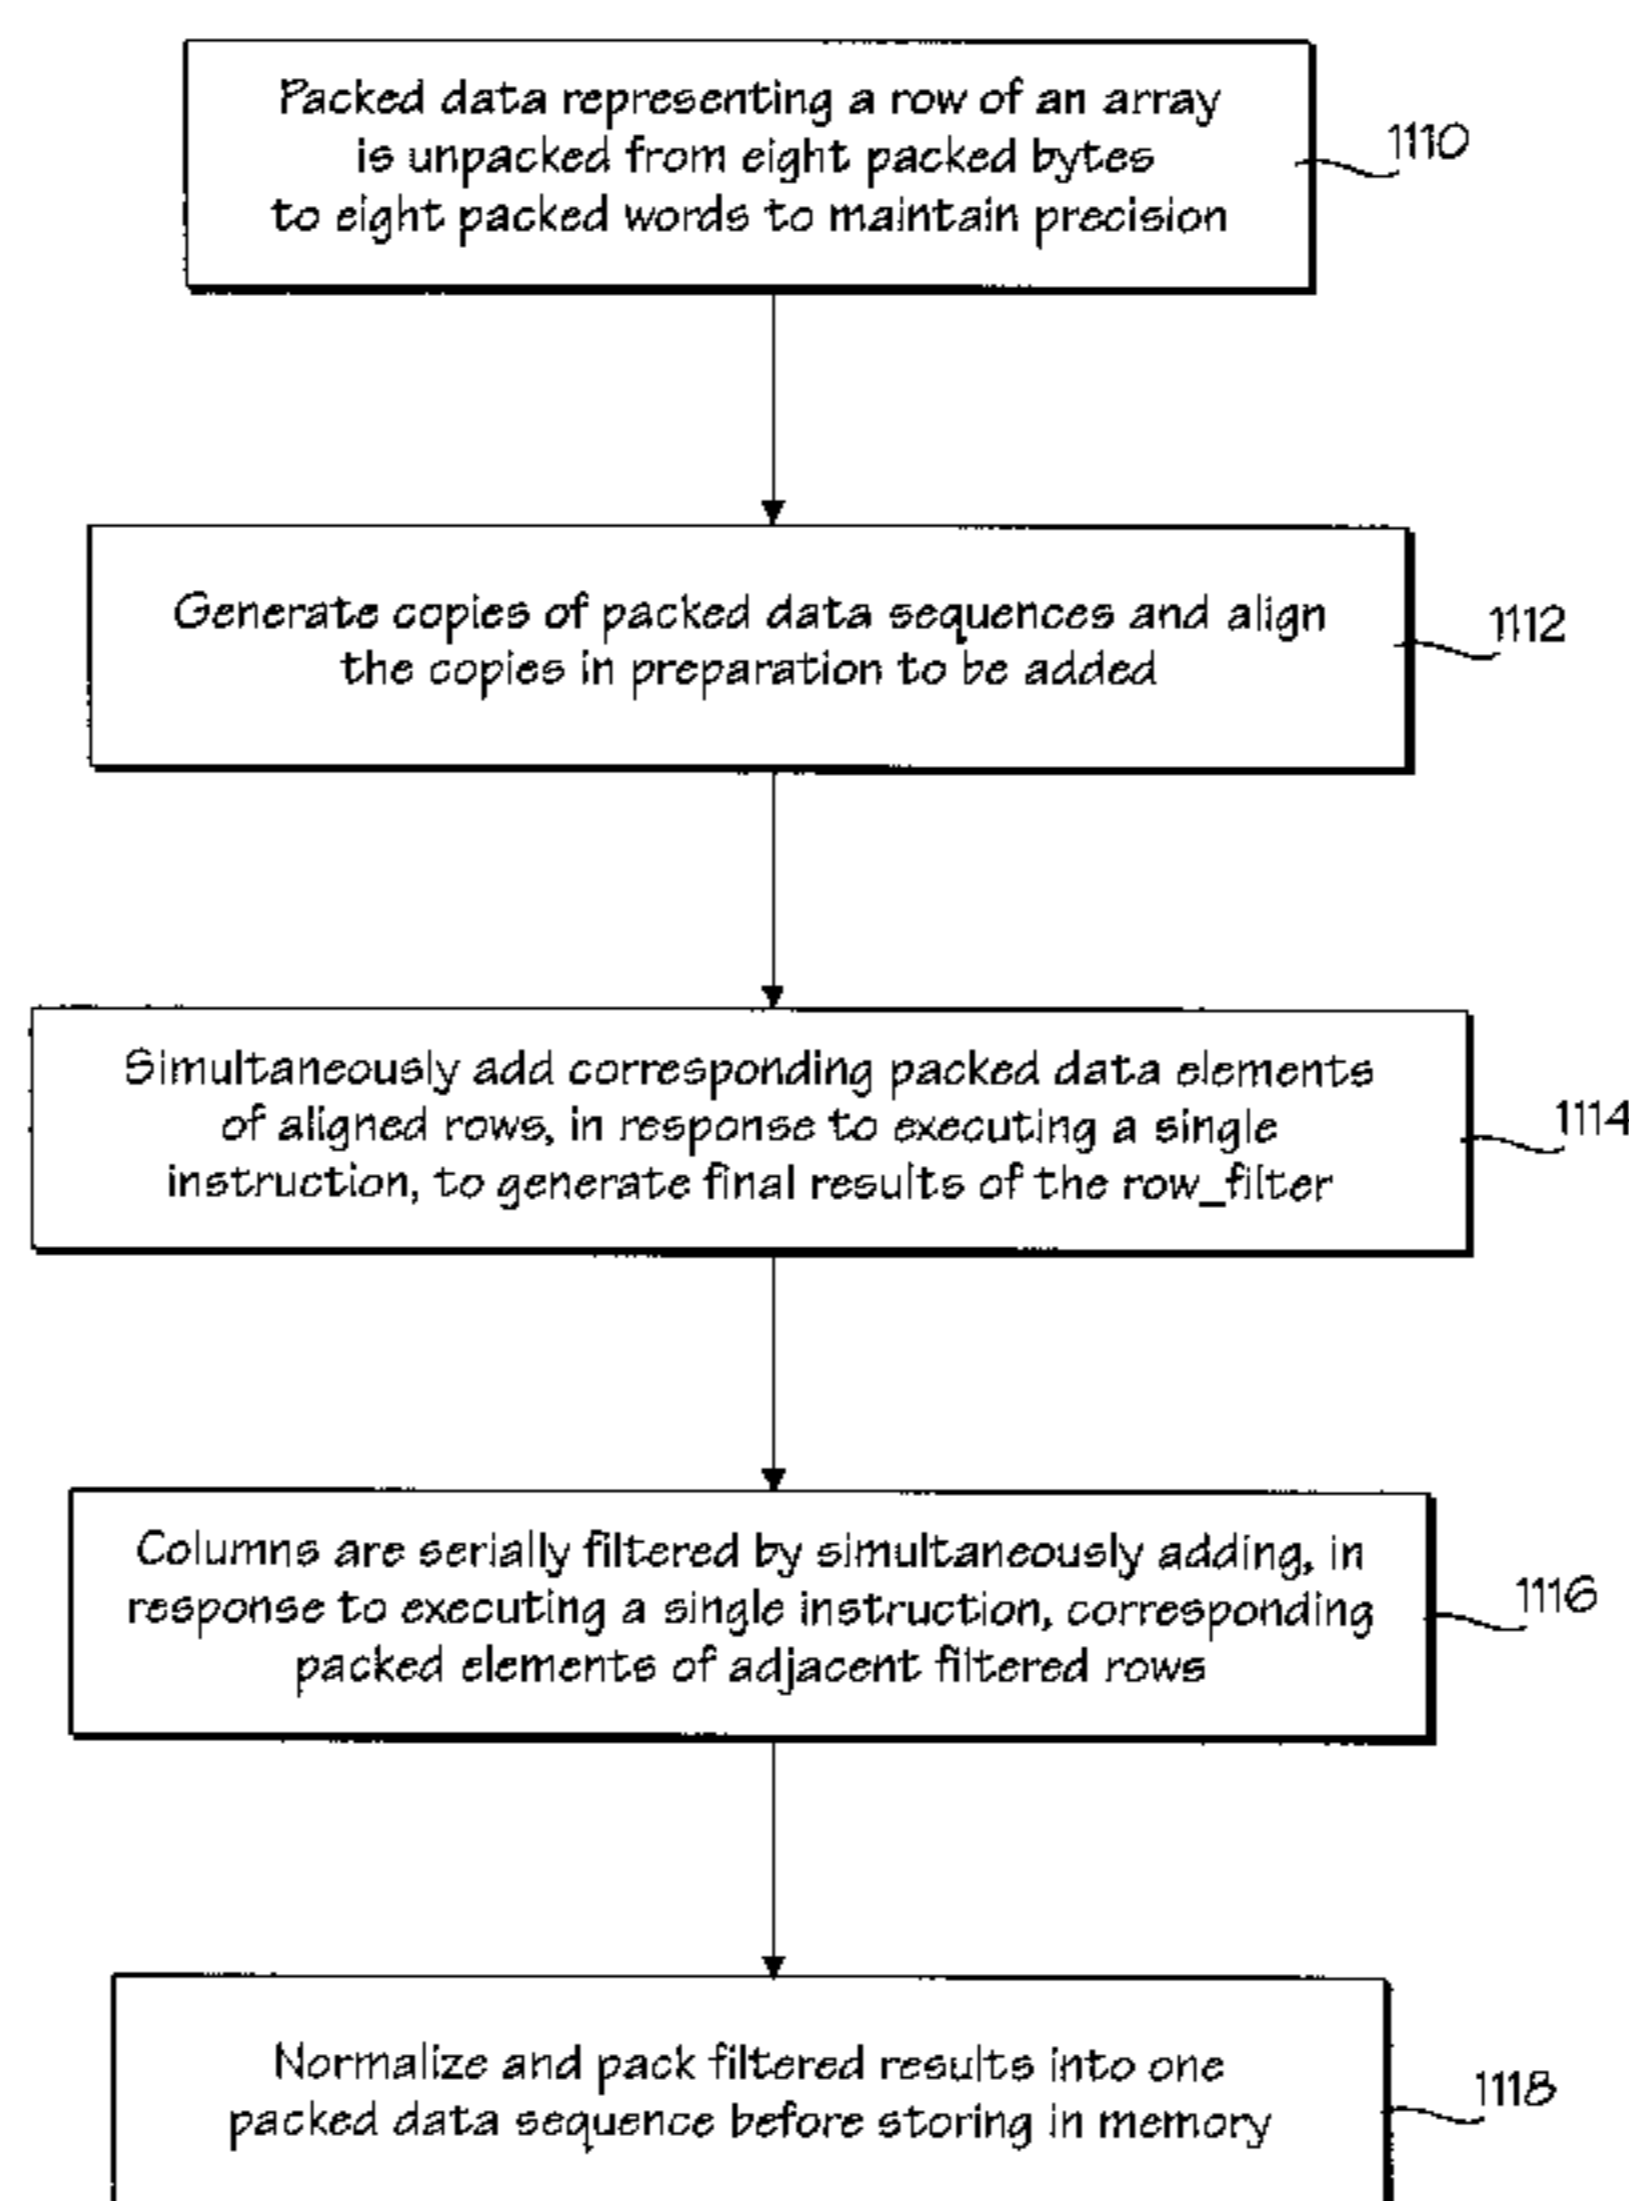 Packed data representing a row of an array
is unpacked from eight packed bytes
to eight packed words to maintain precision
1110
Generate copies of packed data sequences and align
the copies in preparation to be added
1112
Simultaneously add corresponding packed data elements
of aligned rows, in response to executing a single
instruction, to generate final results of the row_filter
1114
Columns are serially filtered by simultaneously adding, in
response to executing a single instruction, corresponding
packed elements of adjacent filtered rows
1116
Normalize and pack filtered results into one
packed data sequence before storing in memory
1118